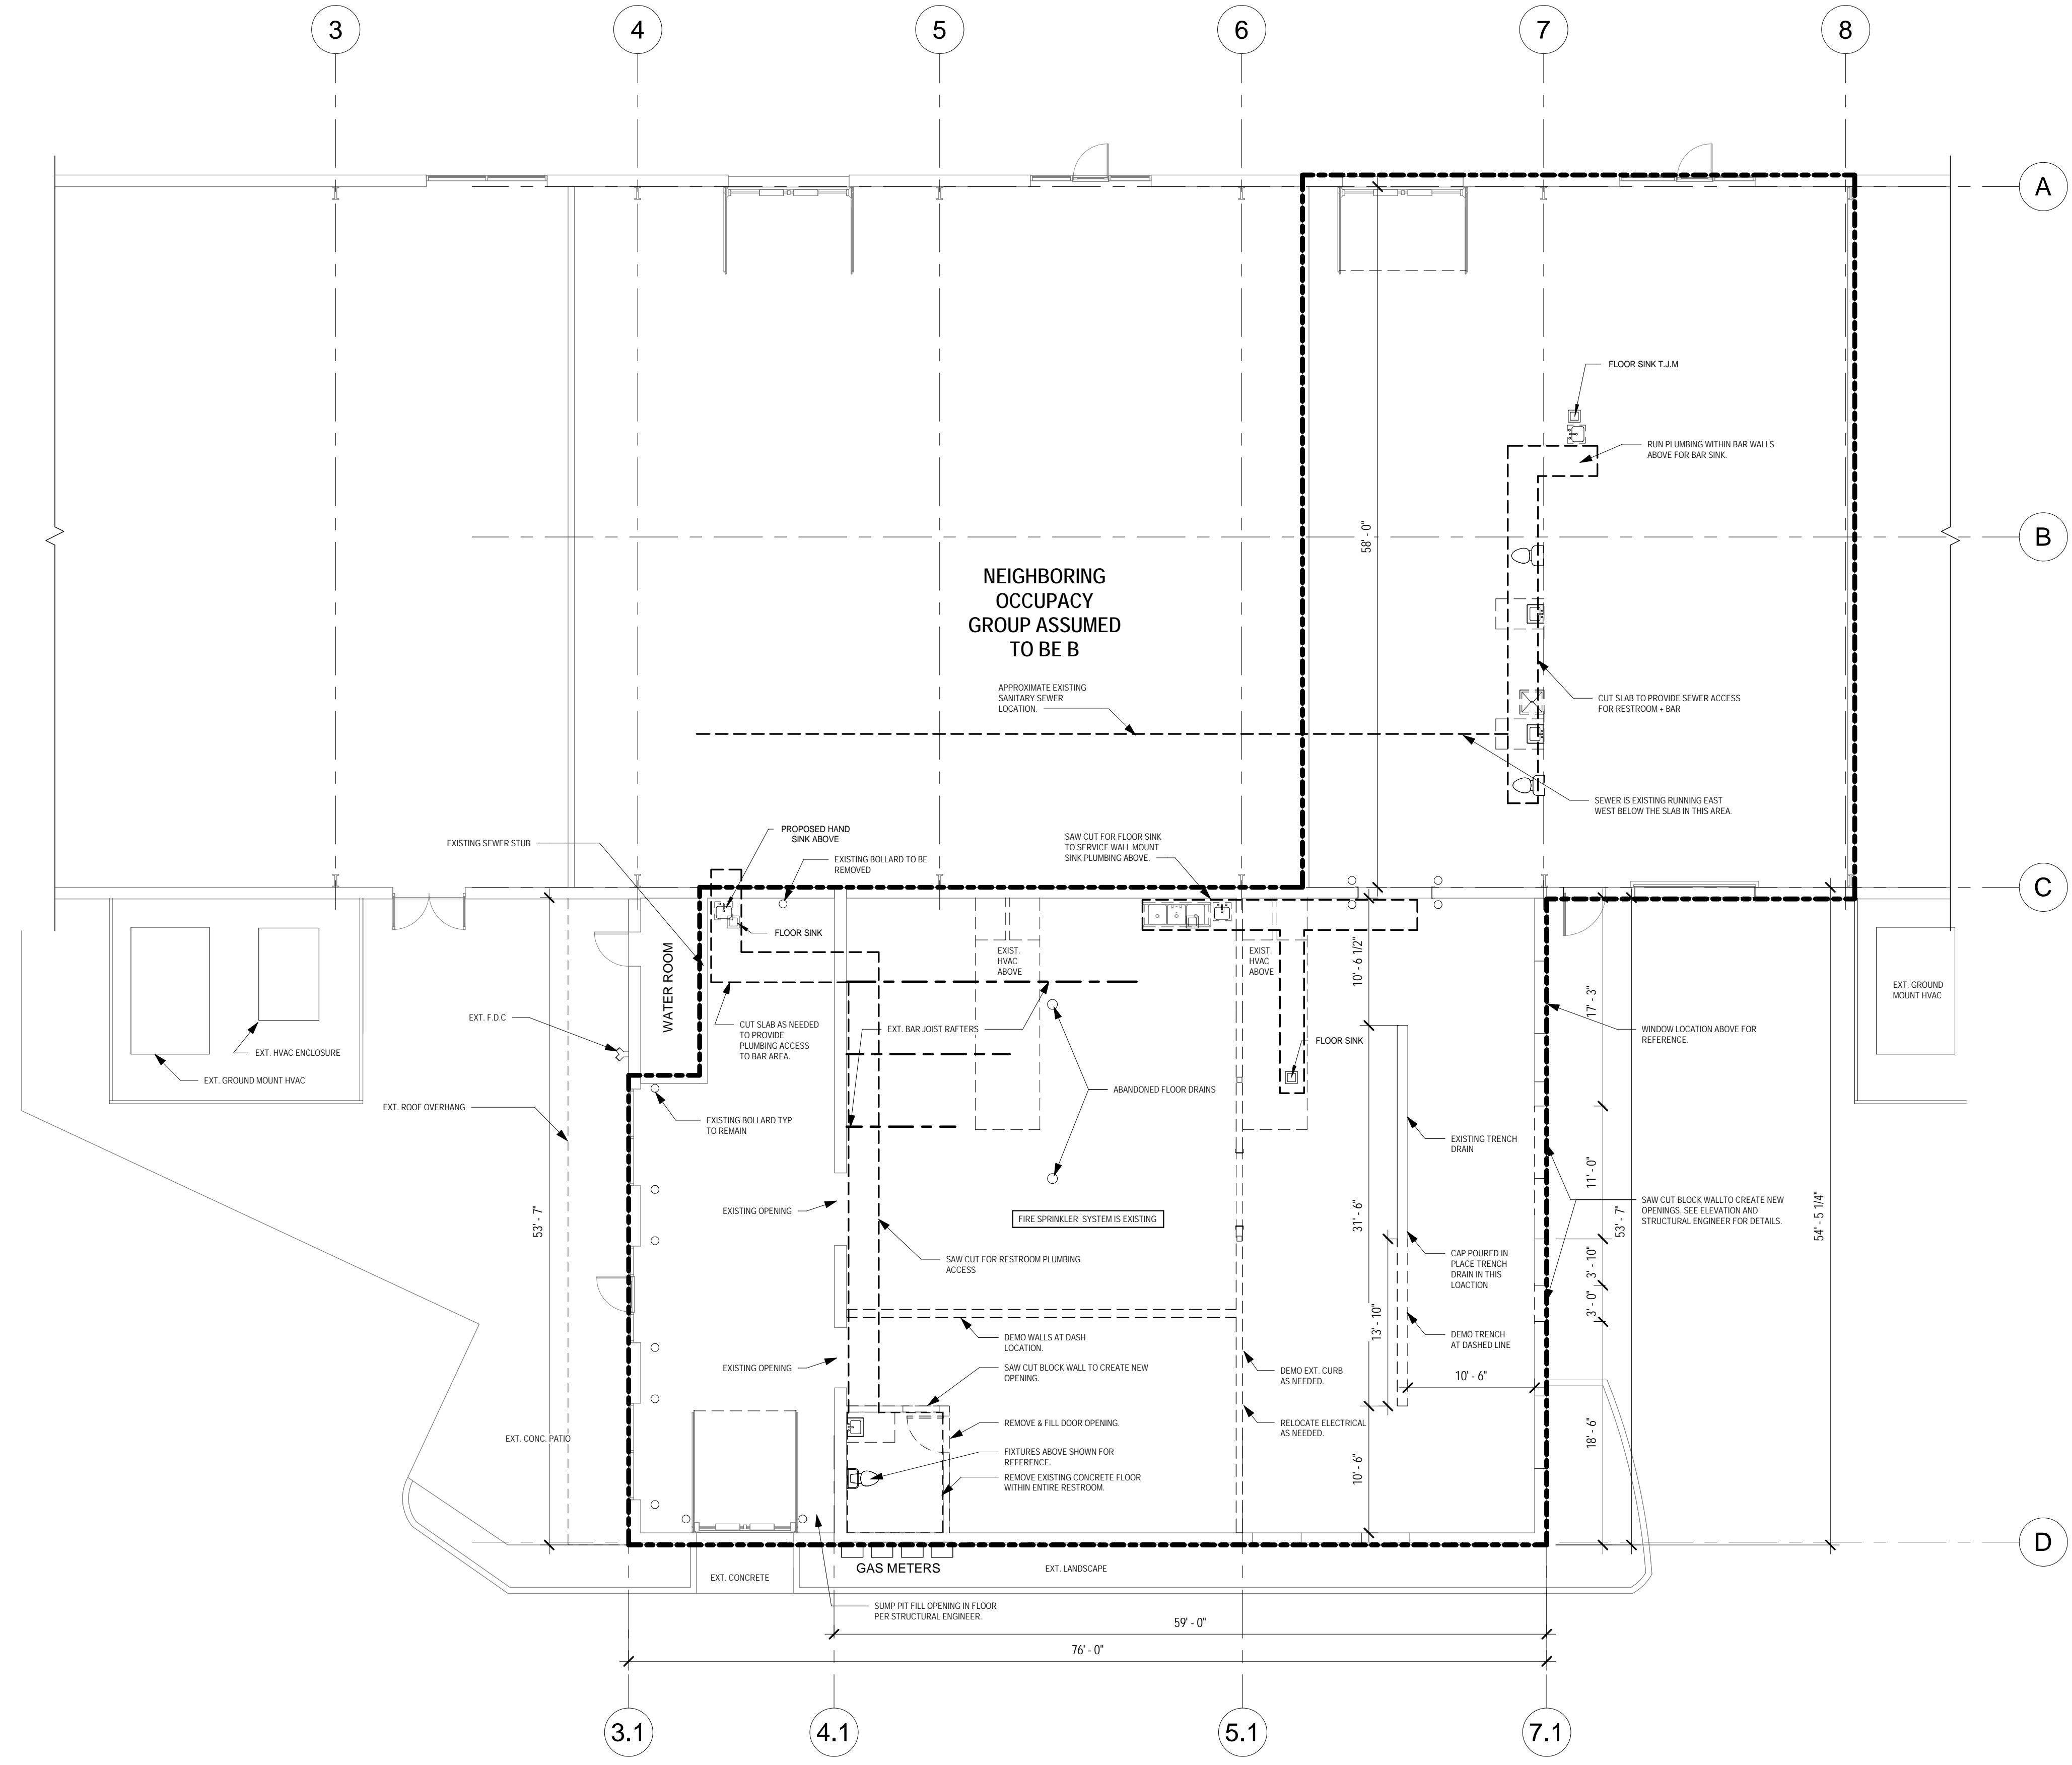 3
4
5
6
7
8
A
B
C
D
FLOOR SINK T.J.M
RUN PLUMBING WITHIN BAR WALLS
ABOVE FOR BAR SINK.
58' - 0"
NEIGHBORING
OCCUPACY
GROUP ASSUMED
TO BE B
APPROXIMATE EXISTING
SANITARY SEWER
LOCATION.
CUT SLAB TO PROVIDE SEWER ACCESS
FOR RESTROOM + BAR
SEWER IS EXISTING RUNNING EAST
WEST BELOW THE SLAB IN THIS AREA.
PROPOSED HAND
SINK ABOVE
EXISTING SEWER STUB
EXISTING BOLLARD TO BE
REMOVED
SAW CUT FOR FLOOR SINK
TO SERVICE WALL MOUNT
SINK PLUMBING ABOVE.
FLOOR SINK
WATER ROOM
EXIST.
HVAC
ABOVE
EXIST.
HVAC
ABOVE
10' - 6 1/2"
17' - 3"
EXT. GROUND
MOUNT HVAC
EXT. F.D.C
CUT SLAB AS NEEDED
TO PROVIDE
PLUMBING ACCESS
TO BAR AREA.
EXT. BAR JOIST RAFTERS
WINDOW LOCATION ABOVE FOR
REFERENCE.
FLOOR SINK
EXT. HVAC ENCLOSURE
EXT. GROUND MOUNT HVAC
ABANDONED FLOOR DRAINS
EXT. ROOF OVERHANG
EXISTING BOLLARD TYP.
TO REMAIN
EXISTING TRENCH
DRAIN
11' - 0"
SAW CUT BLOCK WALL TO CREATE NEW
OPENINGS. SEE ELEVATION AND
STRUCTURAL ENGINEER FOR DETAILS.
53' - 7"
EXISTING OPENING
FIRE SPRINKLER SYSTEM IS EXISTING
31' - 6"
53' - 7"
54' - 5 1/4"
SAW CUT FOR RESTROOM PLUMBING
ACCESS
CAP POURED IN
PLACE TRENCH
DRAIN IN THIS
LOACTION
3' - 10"
3' - 0"
13' - 10"
DEMO WALLS AT DASH
LOCATION.
DEMO TRENCH
AT DASHED LINE
EXISTING OPENING
SAW CUT BLOCK WALL TO CREATE NEW
OPENING.
DEMO EXT. CURB
AS NEEDED.
10' - 6"
REMOVE & FILL DOOR OPENING.
RELOCATE ELECTRICAL
AS NEEDED.
18' - 6"
EXT. CONC. PATIO
FIXTURES ABOVE SHOWN FOR
REFERENCE.
REMOVE EXISTING CONCRETE FLOOR
WITHIN ENTIRE RESTROOM.
10' - 6"
GAS METERS
EXT. LANDSCAPE
EXT. CONCRETE
SUMP PIT FILL OPENING IN FLOOR
PER STRUCTURAL ENGINEER.
59' - 0"
76' - 0"
3.1
4.1
5.1
7.1